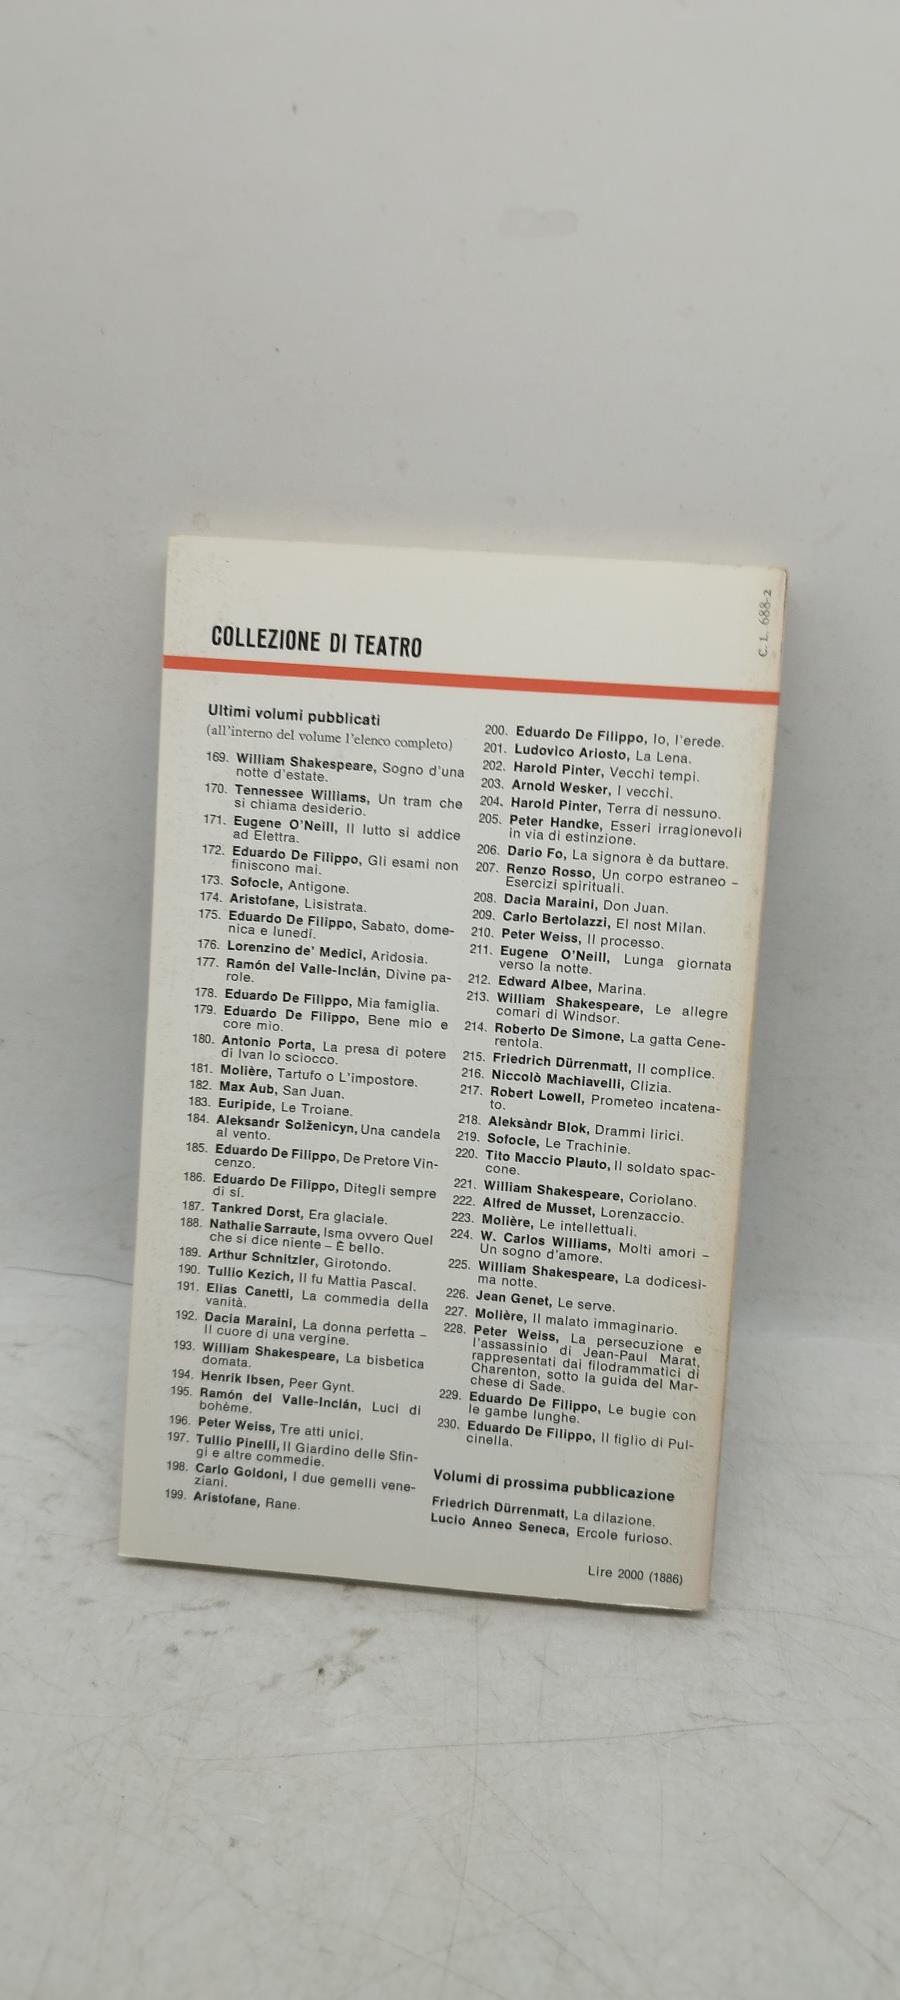 C. L. 688-2
COLLEZIONE DI TEATRO
Ultimi volumi pubblicati
(all'interno del volume l'elenco completo)
169. William Shakespeare, Sogno d'una
notte d'estate.
170. Tennessee Williams, Un tram che
si chiama desiderio.
171. Eugene O'Neill, Il lutto si addice
ad Elettra.
172. Eduardo De Filippo, Gli esami non
finiscono mai.
173. Sofocle, Antigone.
174. Aristofane, Lisistrata.
175. Eduardo De Filippo, Sabato, dome-
nica e lunedí.
176. Lorenzino de' Medici, Aridosia.
177. Ramón del Valle-Inclán, Divine pa-
role.
178. Eduardo De Filippo, Mia famiglia.
179. Eduardo De Filippo, Bene mio e
core mio.
180. Antonio Porta, La presa di potere
di Ivan lo sciocco.
181. Molière, Tartufo o L'impostore.
182. Max Aub, San Juan.
183. Euripide, Le Troiane.
184. Aleksandr Solženicyn, Una candela
al vento.
185. Eduardo De Filippo, De Pretore Vin-
cenzo.
186. Eduardo De Filippo, Ditegli sempre
di sí.
187. Tankred Dorst, Era glaciale.
188. Nathalie Sarraute, Isma ovvero Quel
che si dice niente – È bello.
189. Arthur Schnitzler, Girotondo.
190. Tullio Kezich, Il fu Mattia Pascal.
191. Elias Canetti, La commedia della
vanità.
192. Dacia Maraini, La donna perfetta –
Il cuore di una vergine.
193. William Shakespeare, La bisbetica
domata.
194. Henrik Ibsen, Peer Gynt.
195. Ramón del Valle-Inclán, Luci di
bohème.
196. Peter Weiss, Tre atti unici.
197. Tullio Pinelli, Il Giardino delle Sfin-
gi e altre commedie.
198. Carlo Goldoni, I due gemelli vene-
ziani.
199. Aristofane, Rane.
200. Eduardo De Filippo, Io, l'erede.
201. Ludovico Ariosto, La Lena.
202. Harold Pinter, Vecchi tempi.
203. Arnold Wesker, I vecchi.
204. Harold Pinter, Terra di nessuno.
205. Peter Handke, Esseri irragionevoli
in via di estinzione.
206. Dario Fo, La signora è da buttare.
207. Renzo Rosso, Un corpo estraneo –
Esercizi spirituali.
208. Dacia Maraini, Don Juan.
209. Carlo Bertolazzi, El nost Milan.
210. Peter Weiss, Il processo.
211. Eugene O'Neill, Lunga giornata
verso la notte.
212. Edward Albee, Marina.
213. William Shakespeare, Le allegre
comari di Windsor.
214. Roberto De Simone, La gatta Cene-
rentola.
215. Friedrich Dürrenmatt, Il complice.
216. Niccolò Machiavelli, Clizia.
217. Robert Lowell, Prometeo incatena-
to.
218. Aleksàndr Blok, Drammi lirici.
219. Sofocle, Le Trachinie.
220. Tito Maccio Plauto, Il soldato spac-
cone.
221. William Shakespeare, Coriolano.
222. Alfred de Musset, Lorenzaccio.
223. Molière, Le intellettuali.
224. W. Carlos Williams, Molti amori –
Un sogno d'amore.
225. William Shakespeare, La dodicesi-
ma notte.
226. Jean Genet, Le serve.
227. Molière, Il malato immaginario.
228. Peter Weiss, La persecuzione e
l'assassinio di Jean-Paul Marat,
rappresentati dai filodrammatici di
Charenton, sotto la guida del Mar-
chese di Sade.
229. Eduardo De Filippo, Le bugie con
le gambe lunghe.
230. Eduardo De Filippo, Il figlio di Pul-
cinella.
Volumi di prossima pubblicazione
Friedrich Dürrenmatt, La dilazione.
Lucio Anneo Seneca, Ercole furioso.
Lire 2000 (1886)